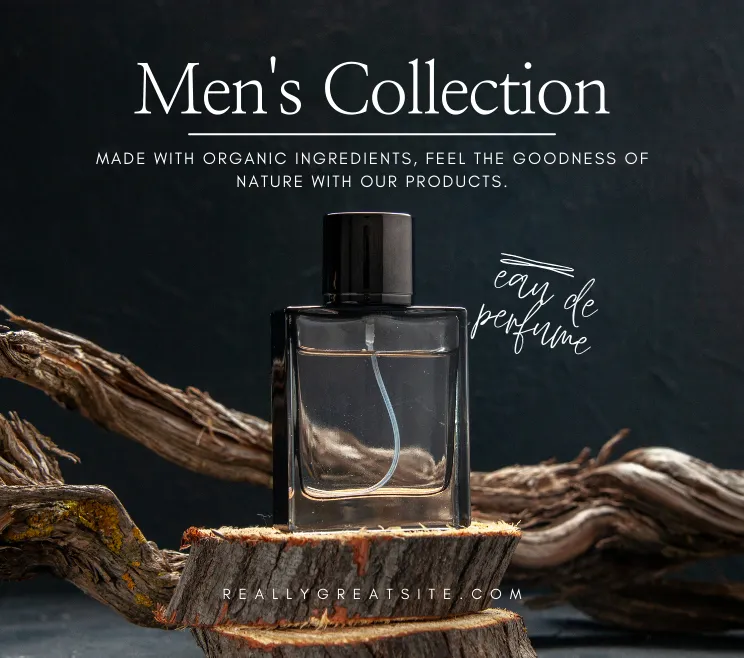 Men's Collection
MADE WITH ORGANIC INGREDIENTS, FEEL THE GOODNESS OF
NATURE WITH OUR PRODUCTS.
eau de
perfume
REALLYGREATSITE.COM